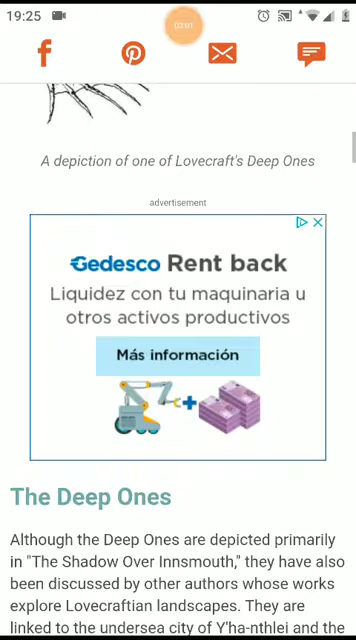 19:25
03:01
A depiction of one of Lovecraft's Deep Ones
advertisement
Gedesco Rent back
Liquidez con tu maquinaria u
otros activos productivos
Más información
The Deep Ones
Although the Deep Ones are depicted primarily
in "The Shadow Over Innsmouth," they have also
been discussed by other authors whose works
explore Lovecraftian landscapes. They are
linked to the undersea city of Y'ha-nthlei and the